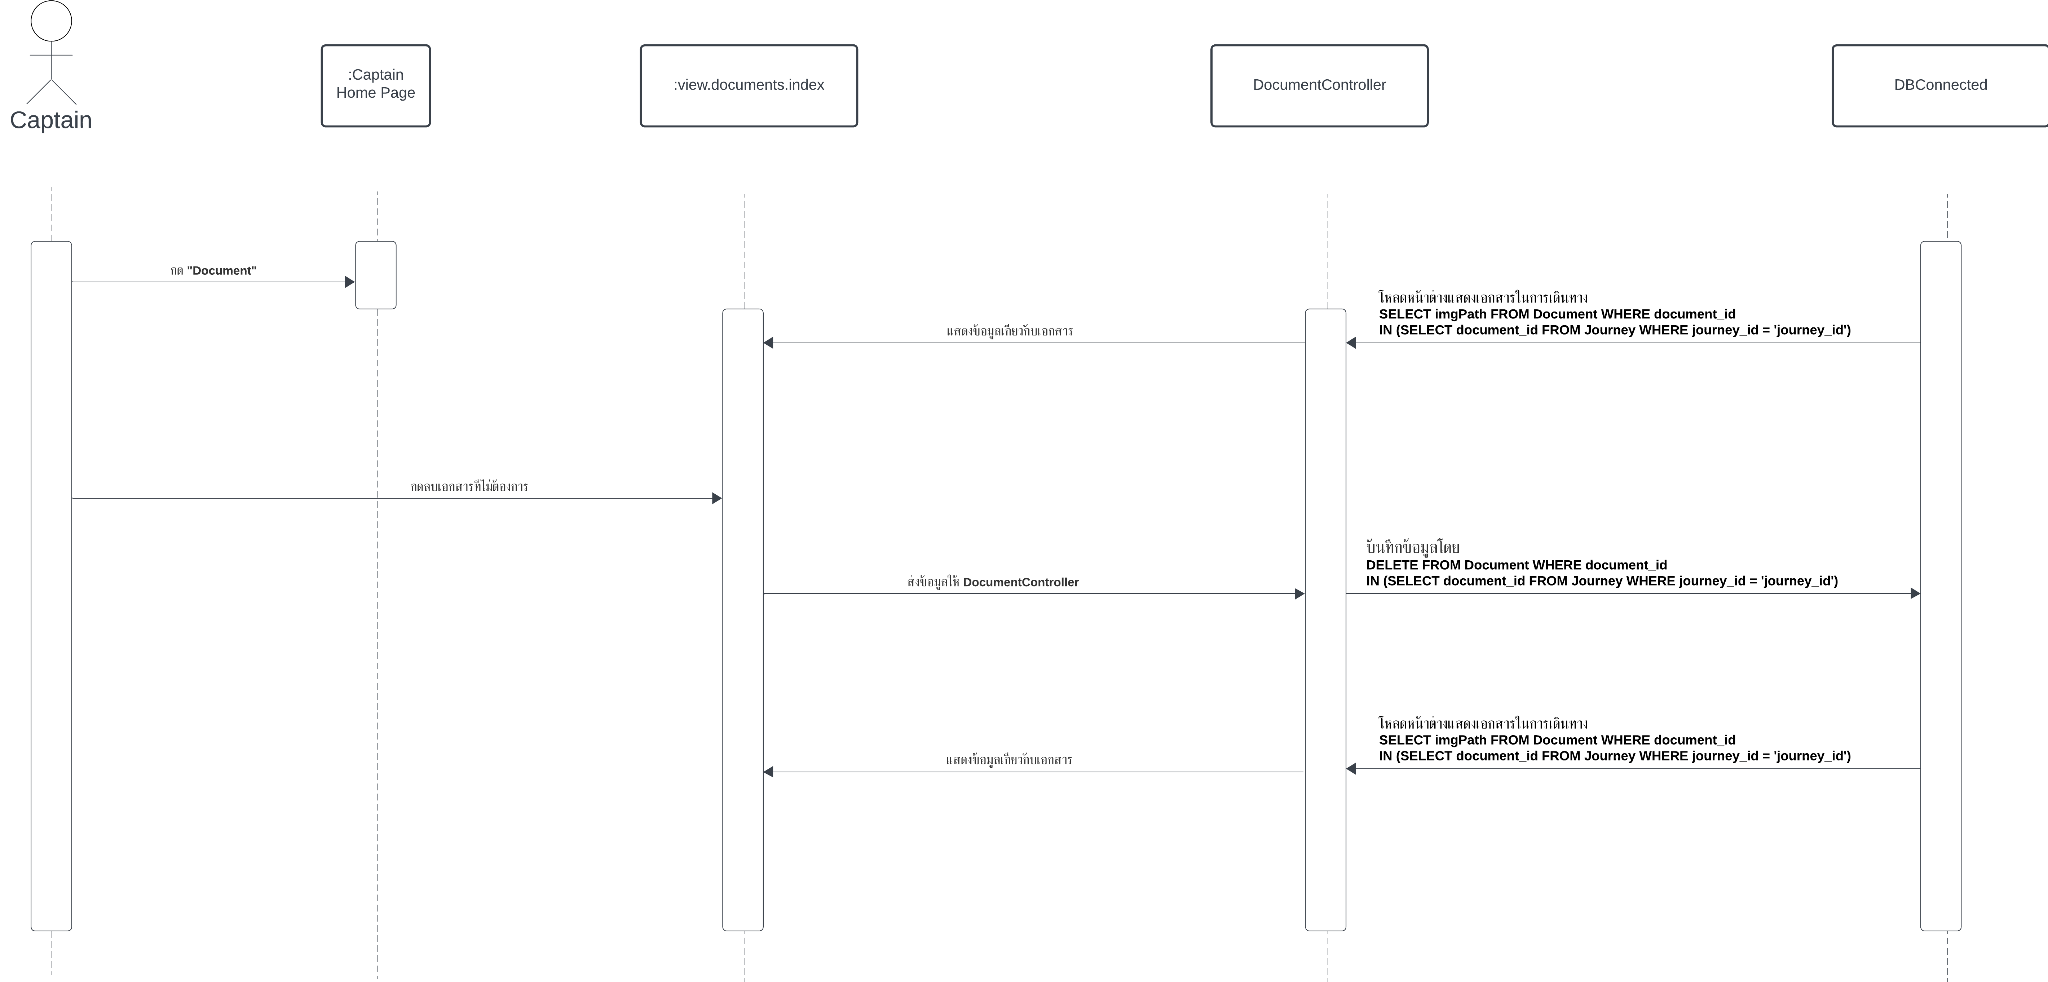 Captain
:Captain
Home Page
:view.documents.index
DocumentController
DBConnected
กด "Document"
โหลดหน้าต่างแสดงเอกสารในการเดินทาง
SELECT imgPath FROM Document WHERE document_id
IN (SELECT document_id FROM Journey WHERE journey_id = 'journey_id')
แสดงข้อมูลเกี่ยวกับเอกสาร
กดลบเอกสารที่ไม่ต้องการ
บันทึกข้อมูลโดย
DELETE FROM Document WHERE document_id
IN (SELECT document_id FROM Journey WHERE journey_id = 'journey_id')
ส่งข้อมูลให้ DocumentController
โหลดหน้าต่างแสดงเอกสารในการเดินทาง
SELECT imgPath FROM Document WHERE document_id
IN (SELECT document_id FROM Journey WHERE journey_id = 'journey_id')
แสดงข้อมูลเกี่ยวกับเอกสาร